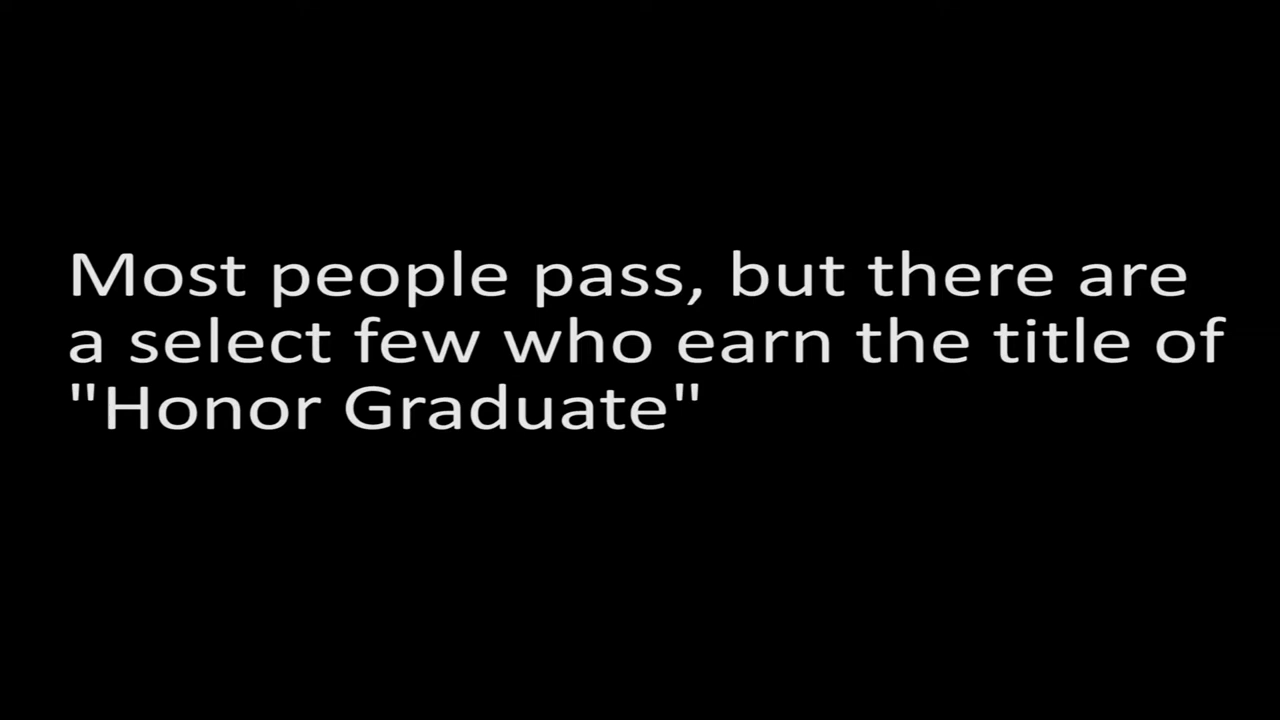 Most people pass, but there are
a select few who earn the title of
"Honor Graduate"